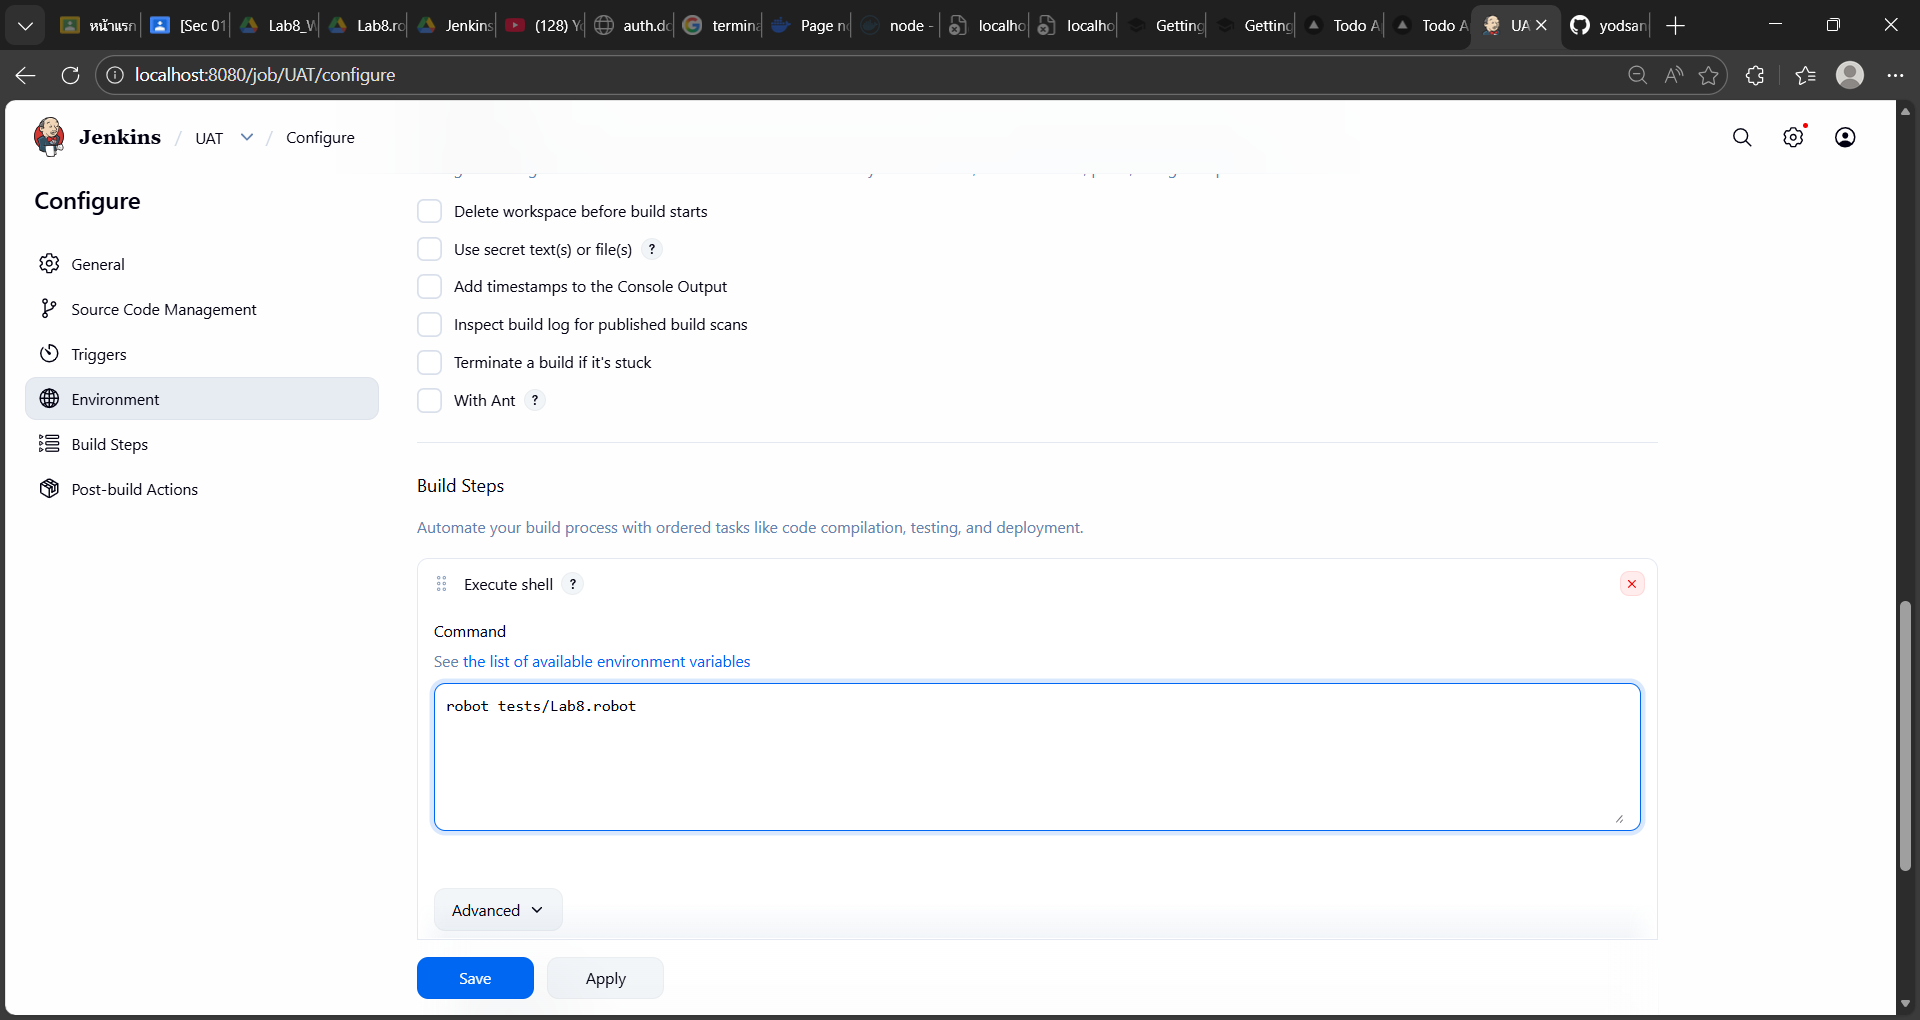 หน้าแรก
[Sec 01
Lab8_W
Lab8.ro
Jenkins
(128) Yo
auth.do
termina
Page no
node -
localho
localho
Getting
Getting
Todo A
Todo A
UA
yodsan
localhost:8080/job/UAT/configure
Jenkins / UAT / Configure
Configure
General
Source Code Management
Triggers
Environment
Build Steps
Post-build Actions
Delete workspace before build starts
Use secret text(s) or file(s) ?
Add timestamps to the Console Output
Inspect build log for published build scans
Terminate a build if it's stuck
With Ant ?
Build Steps
Automate your build process with ordered tasks like code compilation, testing, and deployment.
Execute shell ?
Command
See the list of available environment variables
robot tests/Lab8.robot
Advanced
Save
Apply